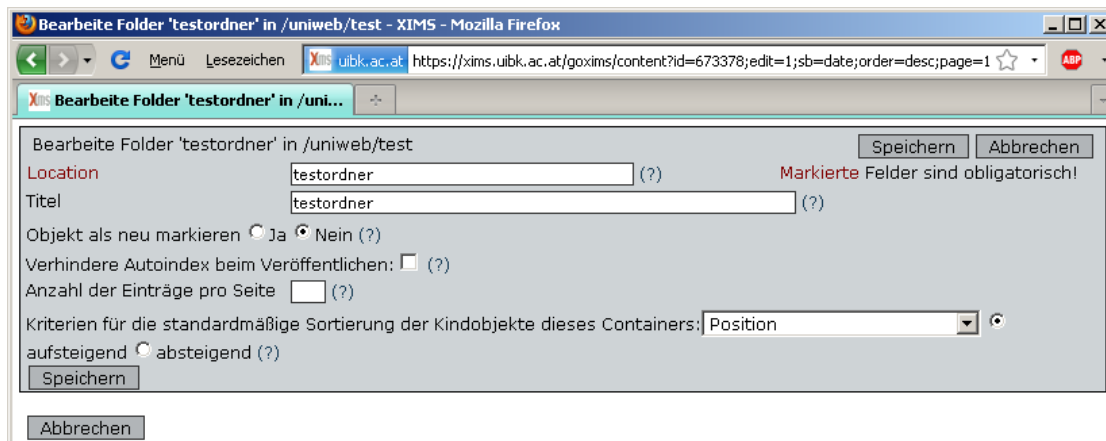 Bearbeite Folder 'testordner' in /uniweb/test - XIMS - Mozilla Firefox
Menü Lesezeichen Xims uibk.ac.at https://xims.uibk.ac.at/goxims/content?id=673378;edit=1;sb=date;order=desc;page=1 ABP
Xims Bearbeite Folder 'testordner' in /uni...
Bearbeite Folder 'testordner' in /uniweb/test Speichern Abbrechen
Location testordner (?) Markierte Felder sind obligatorisch!
Titel testordner (?)
Objekt als neu markieren Ja Nein (?)
Verhindere Autoindex beim Veröffentlichen: (?)
Anzahl der Einträge pro Seite (?)
Kriterien für die standardmäßige Sortierung der Kindobjekte dieses Containers: Position
aufsteigend absteigend (?)
Speichern
Abbrechen